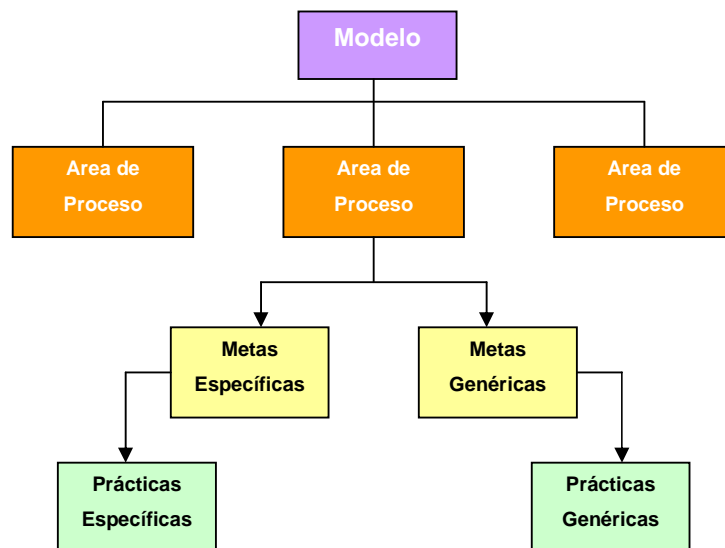 Modelo
Area de
Proceso
Area de
Proceso
Area de
Proceso
Metas
Específicas
Metas
Genéricas
Prácticas
Específicas
Prácticas
Genéricas